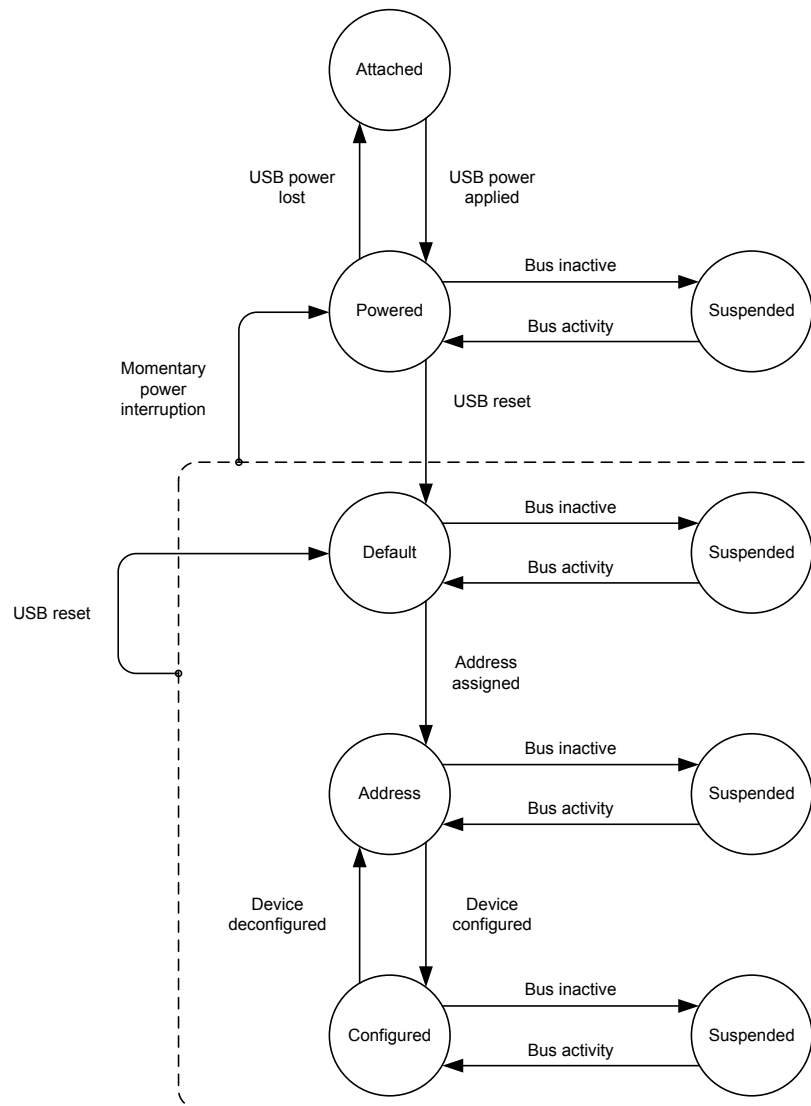 Attached
USB power
lost
USB power
applied
Bus inactive
Powered
Suspended
Bus activity
Momentary
power
interruption
USB reset
Bus inactive
Default
Suspended
Bus activity
USB reset
Address
assigned
Bus inactive
Address
Suspended
Bus activity
Device
deconfigured
Device
configured
Bus inactive
Configured
Suspended
Bus activity